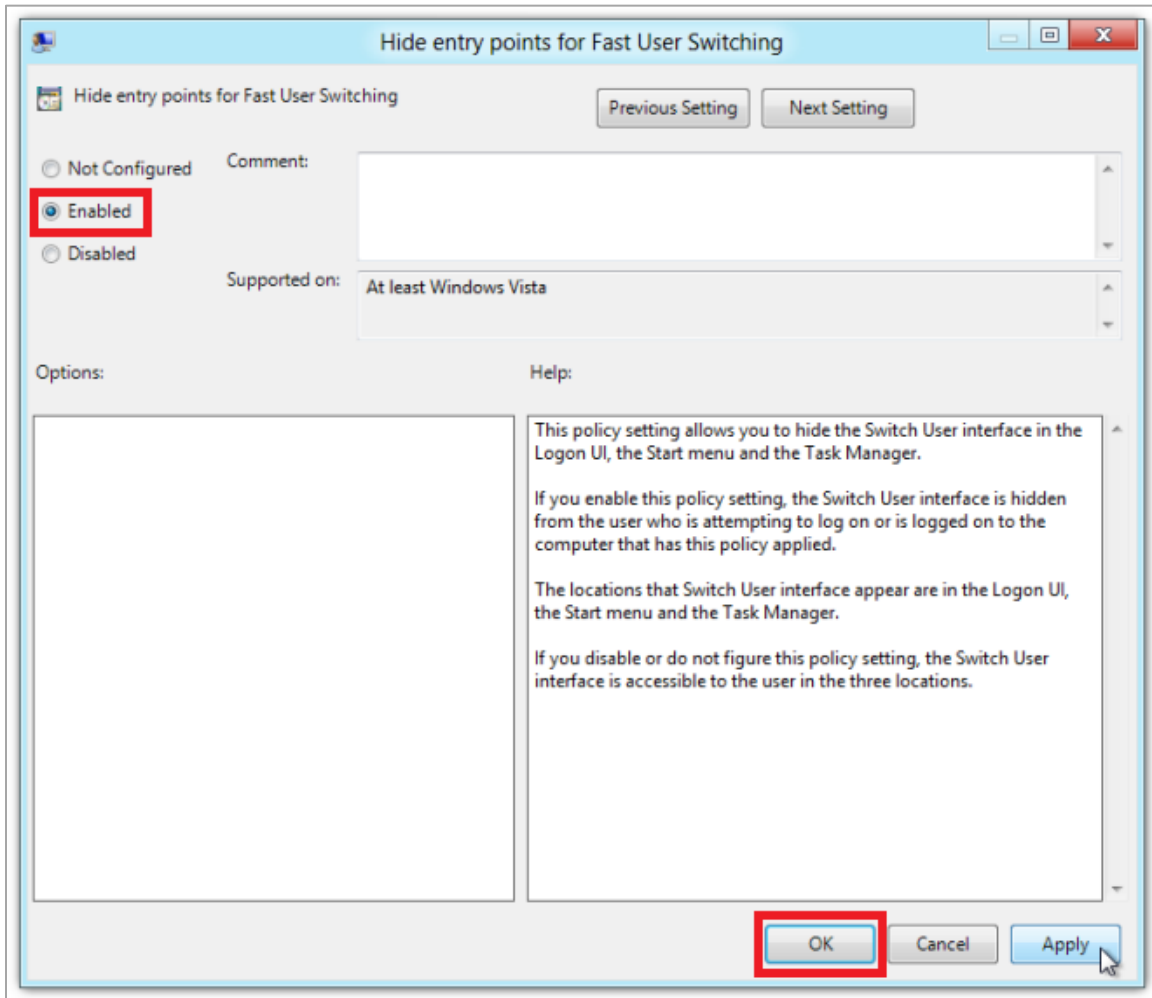 Hide entry points for Fast User Switching
Hide entry points for Fast User Switching
Previous Setting
Next Setting
Not Configured
Comment:
Enabled
Disabled
Supported on:
At least Windows Vista
Options:
Help:
This policy setting allows you to hide the Switch User interface in the
Logon UI, the Start menu and the Task Manager.
If you enable this policy setting, the Switch User interface is hidden
from the user who is attempting to log on or is logged on to the
computer that has this policy applied.
The locations that Switch User interface appear are in the Logon UI,
the Start menu and the Task Manager.
If you disable or do not figure this policy setting, the Switch User
interface is accessible to the user in the three locations.
OK
Cancel
Apply